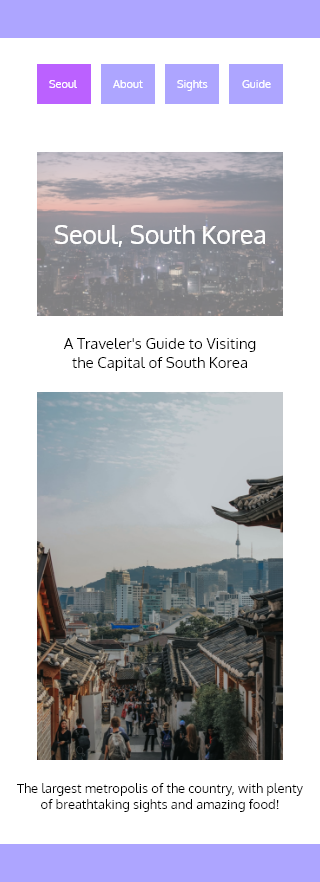 Seoul
About
Sights
Guide
Seoul, South Korea
A Traveler's Guide to Visiting
the Capital of South Korea
The largest metropolis of the country, with plenty
of breathtaking sights and amazing food!